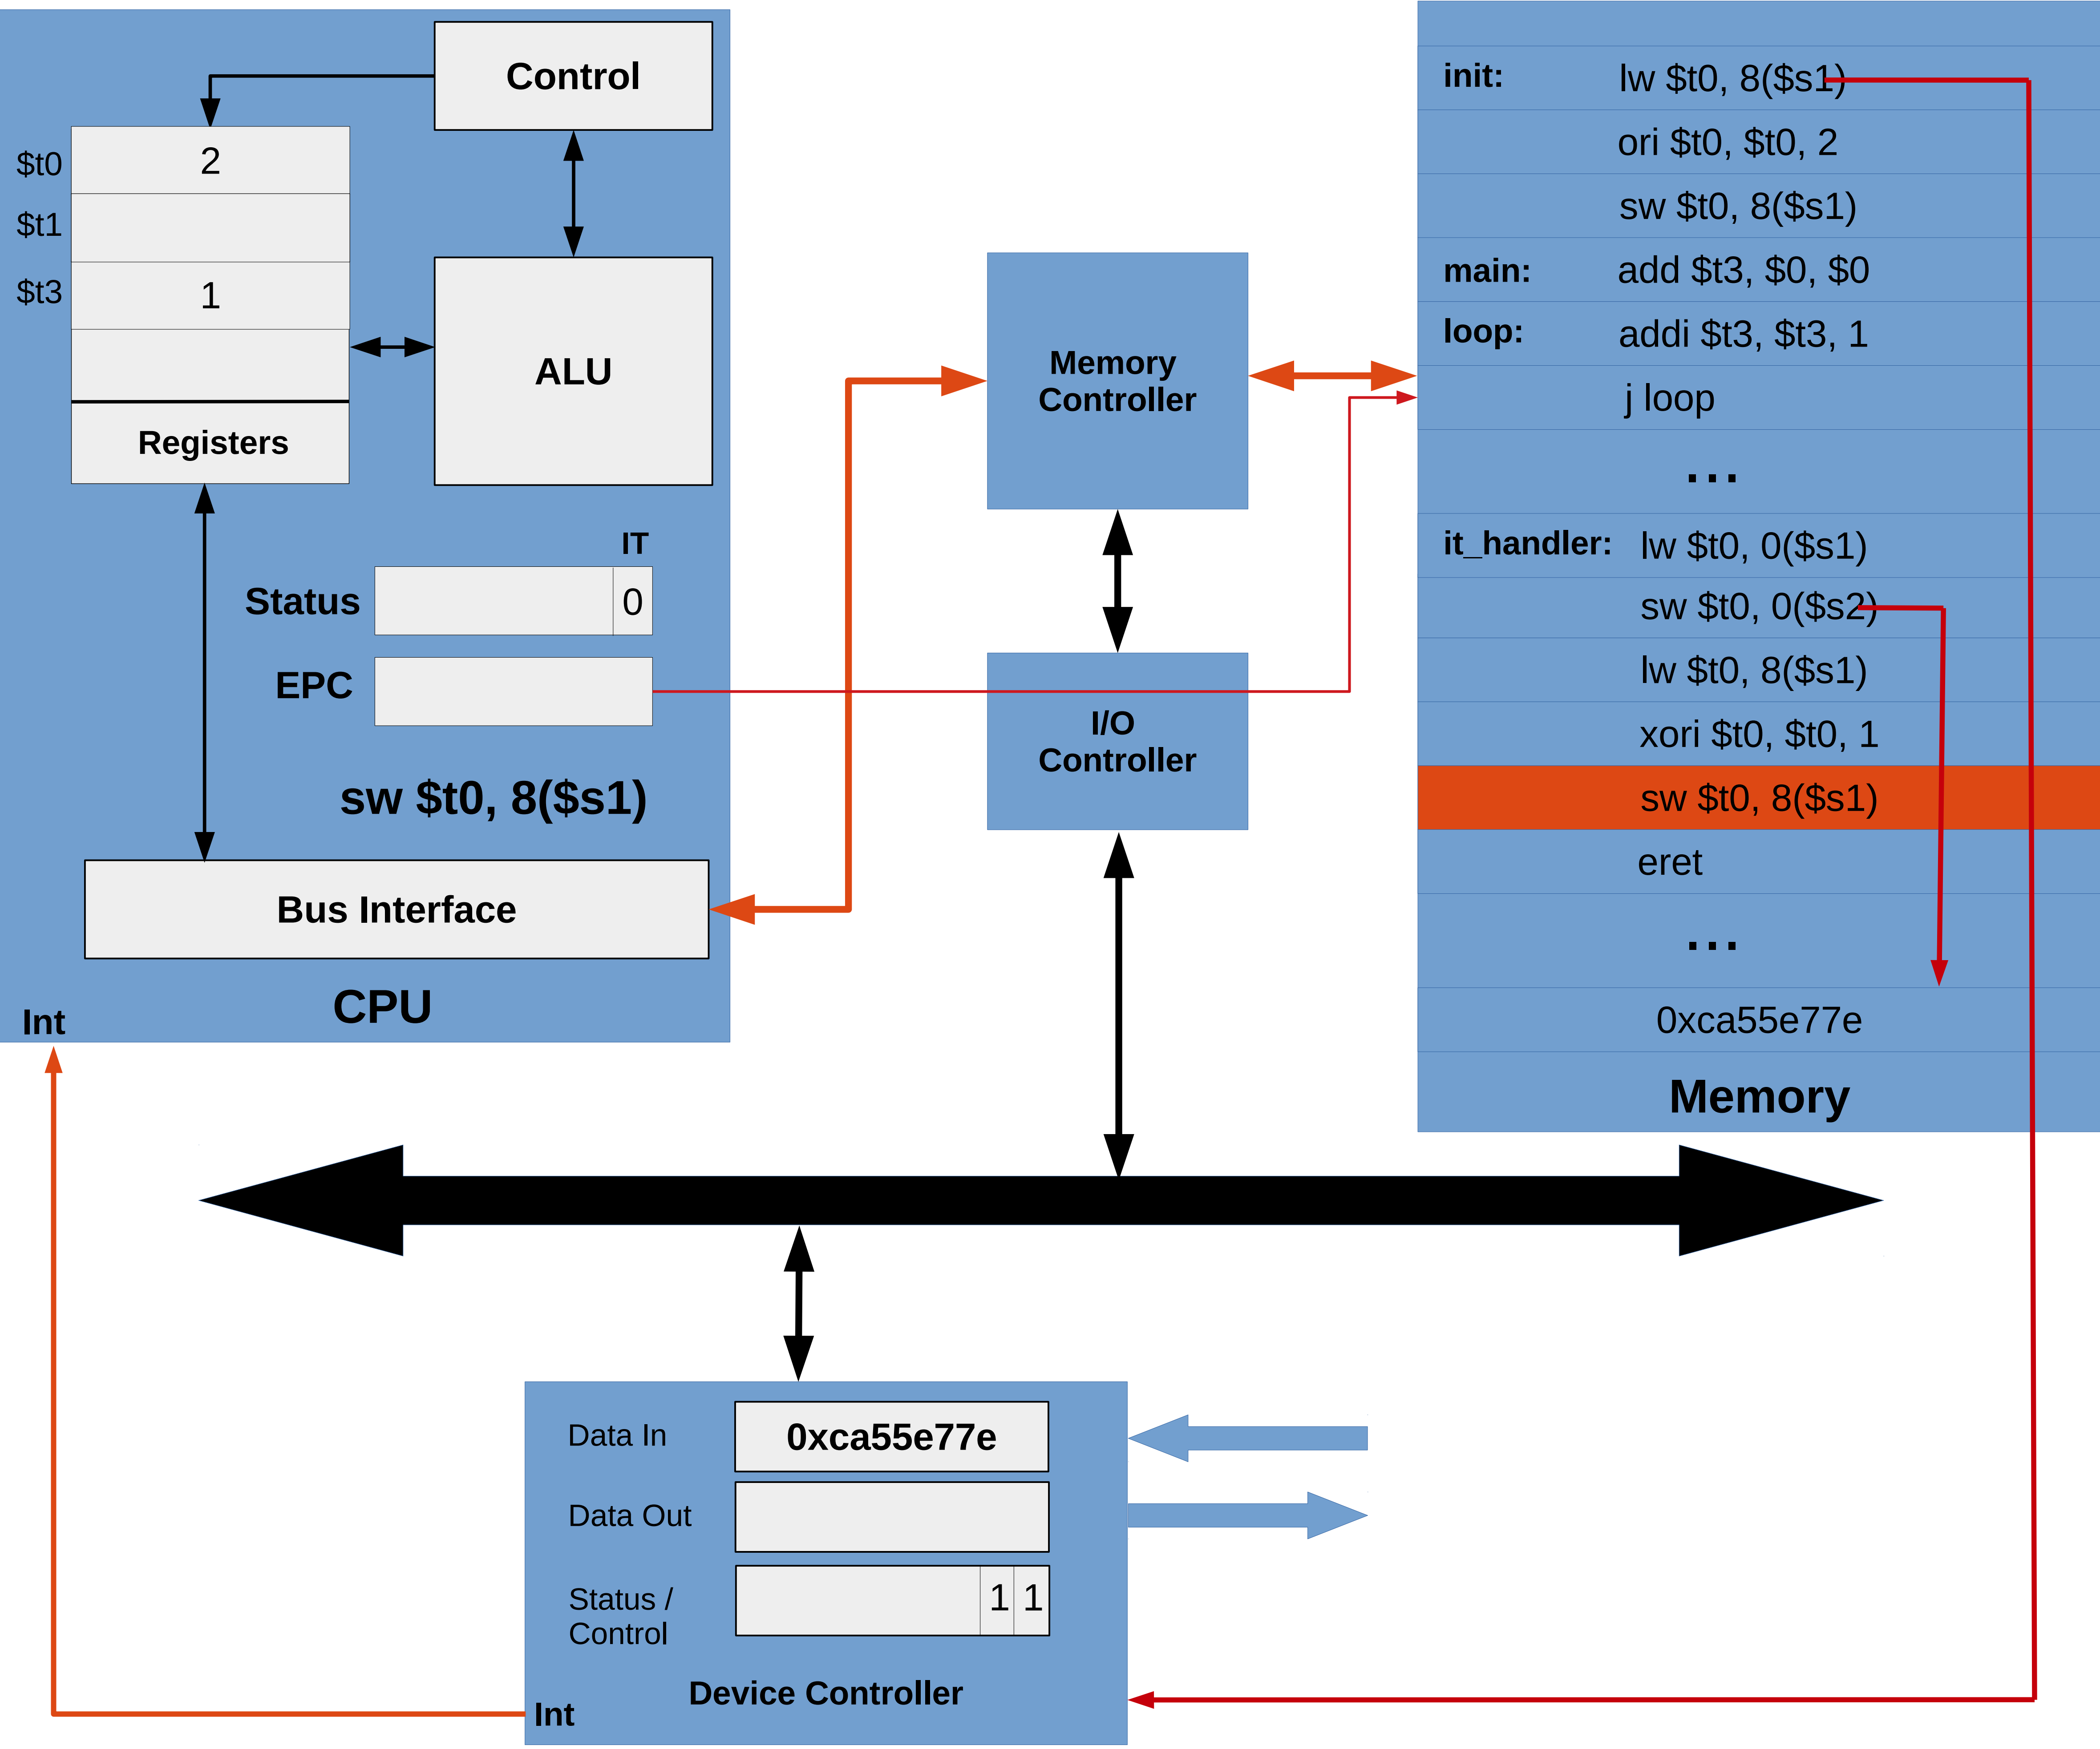 Control
$t0
2
$t1
$t3
1
ALU
Registers
IT
Status
0
EPC
sw $t0, 8($s1)
Bus Interface
CPU
Int
Memory
Controller
I/O
Controller
init: lw $t0, 8($s1)
ori $t0, $t0, 2
sw $t0, 8($s1)
main: add $t3, $0, $0
loop: addi $t3, $t3, 1
j loop
...
it_handler: lw $t0, 0($s1)
sw $t0, 0($s2)
lw $t0, 8($s1)
xori $t0, $t0, 1
sw $t0, 8($s1)
eret
...
0xca55e77e
Memory
Data In
0xca55e77e
Data Out
Status /
Control
1 1
Device Controller
Int